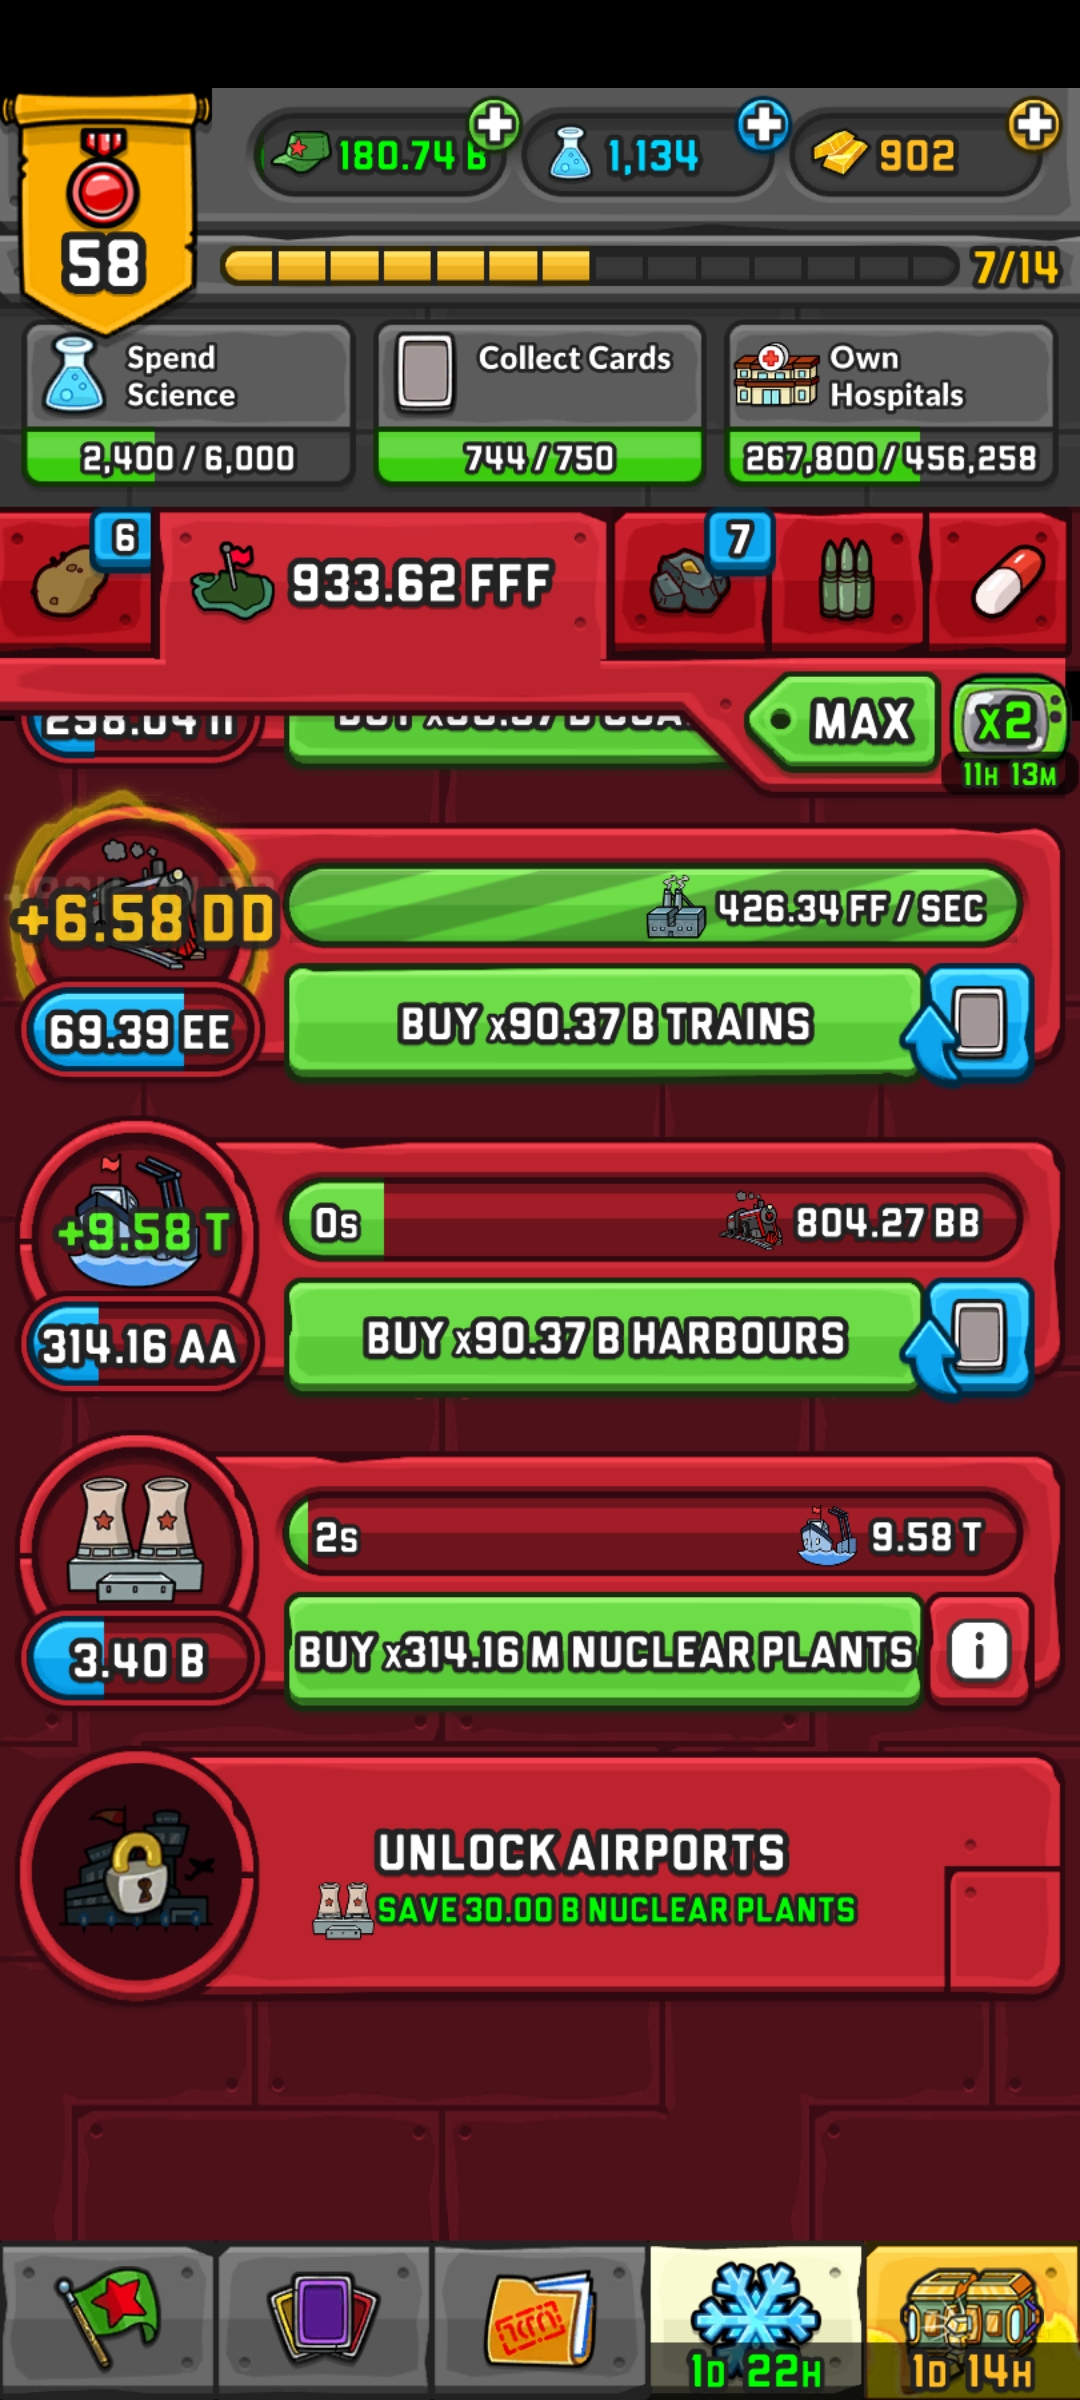 58
180.74 B
1,134
902
7/14
Spend
Science
Collect Cards
Own
Hospitals
2,400 / 6,000
744 / 750
267,800 / 456,258
6
933.62 FFF
7
MAX
x2
11H 13M
+6.58 DD
426.34 FF / SEC
69.39 EE
BUY x90.37 B TRAINS
+9.58 T
0s
804.27 BB
314.16 AA
BUY x90.37 B HARBOURS
2s
9.58 T
3.40 B
BUY x314.16 M NUCLEAR PLANTS
i
UNLOCK AIRPORTS
SAVE 30.00 B NUCLEAR PLANTS
1D 22H
1D 14H